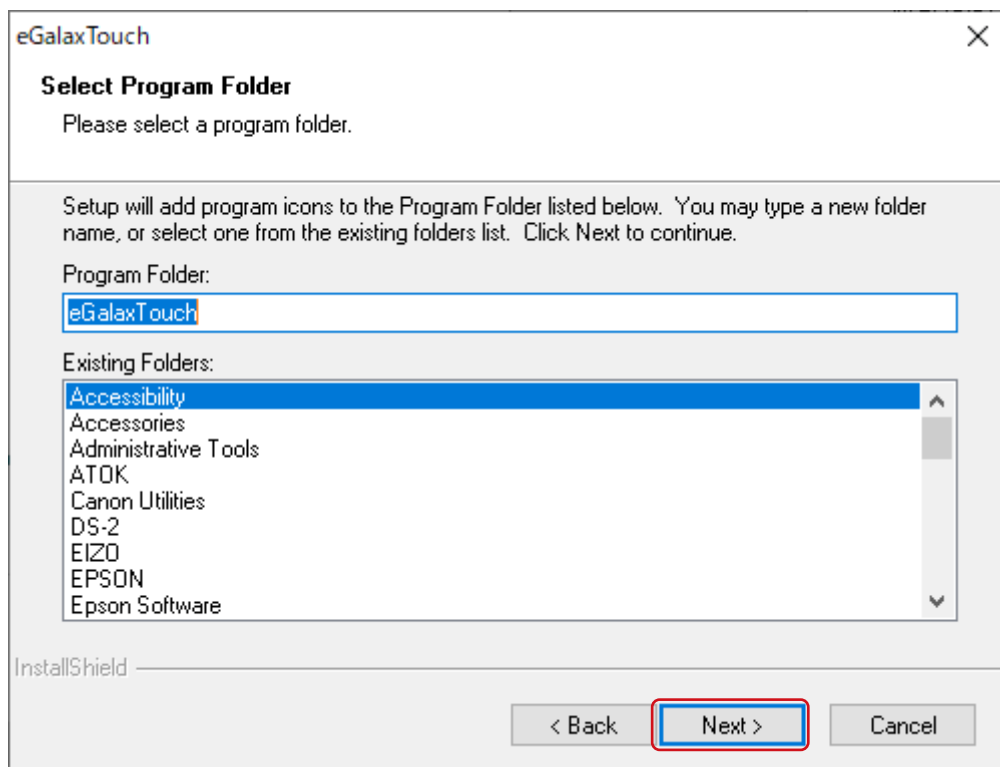 eGalaxTouch
Select Program Folder
Please select a program folder.
Setup will add program icons to the Program Folder listed below. You may type a new folder
name, or select one from the existing folders list. Click Next to continue.
Program Folder:
eGalaxTouch
Existing Folders:
Accessibility
Accessories
Administrative Tools
ATOK
Canon Utilities
DS-2
EIZO
EPSON
Epson Software
InstallShield
< Back Next > Cancel